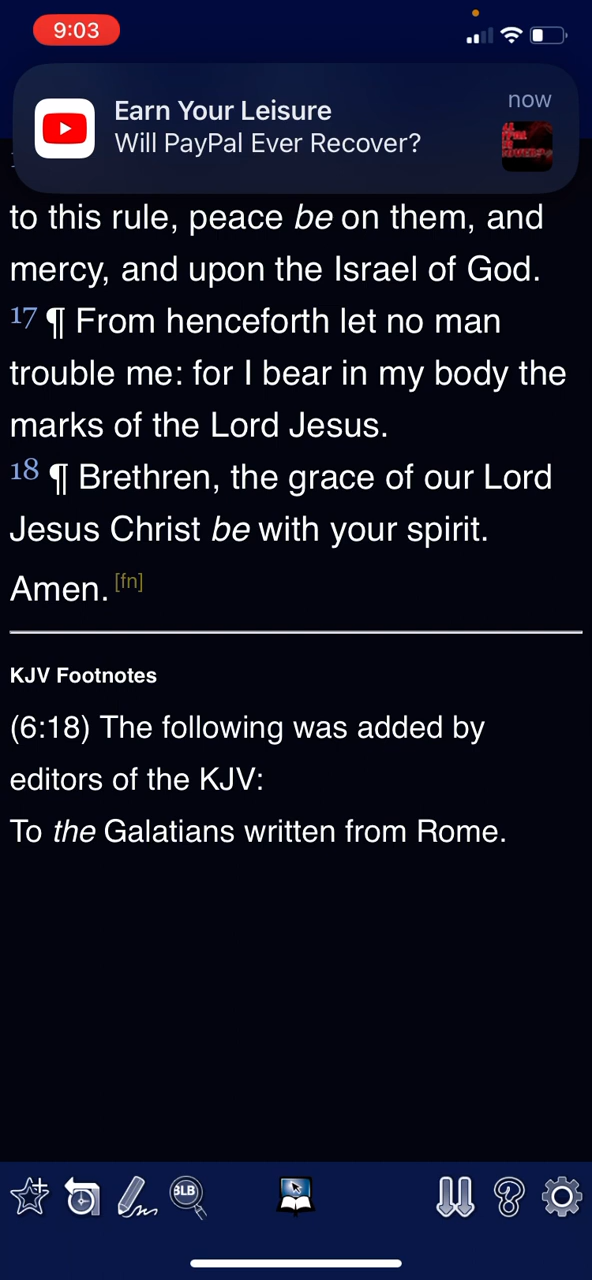 9:03
Earn Your Leisure
now
Will PayPal Ever Recover?
to this rule, peace be on them, and
mercy, and upon the Israel of God.
17 ¶ From henceforth let no man
trouble me: for I bear in my body the
marks of the Lord Jesus.
18 ¶ Brethren, the grace of our Lord
Jesus Christ be with your spirit.
Amen. [fn]
KJV Footnotes
(6:18) The following was added by
editors of the KJV:
To the Galatians written from Rome.
BLB